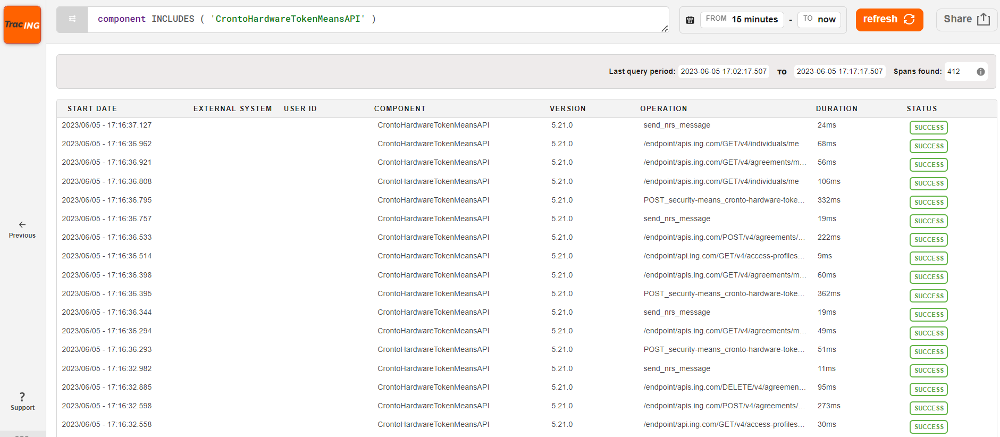 TracING
component INCLUDES ( 'CrontoHardwareTokenMeansAPI' )
FROM 15 minutes - TO now
refresh
Share
Last query period: 2023-06-05 17:02:17.507 TO 2023-06-05 17:17:17.507 Spans found: 412
START DATE EXTERNAL SYSTEM USER ID COMPONENT VERSION OPERATION DURATION STATUS
2023/06/05 - 17:16:37.127 CrontoHardwareTokenMeansAPI 5.21.0 send_nrs_message 24ms SUCCESS
2023/06/05 - 17:16:36.962 CrontoHardwareTokenMeansAPI 5.21.0 /endpoint/apis.ing.com/GET/v4/individuals/me 68ms SUCCESS
2023/06/05 - 17:16:36.921 CrontoHardwareTokenMeansAPI 5.21.0 /endpoint/apis.ing.com/GET/v4/agreements/m... 56ms SUCCESS
2023/06/05 - 17:16:36.808 CrontoHardwareTokenMeansAPI 5.21.0 /endpoint/apis.ing.com/GET/v4/individuals/me 106ms SUCCESS
2023/06/05 - 17:16:36.795 CrontoHardwareTokenMeansAPI 5.21.0 POST_security-means_cronto-hardware-toke... 332ms SUCCESS
2023/06/05 - 17:16:36.757 CrontoHardwareTokenMeansAPI 5.21.0 send_nrs_message 19ms SUCCESS
2023/06/05 - 17:16:36.533 CrontoHardwareTokenMeansAPI 5.21.0 /endpoint/apis.ing.com/POST/v4/agreements/... 222ms SUCCESS
2023/06/05 - 17:16:36.514 CrontoHardwareTokenMeansAPI 5.21.0 /endpoint/api.ing.com/GET/v4/access-profiles... 9ms SUCCESS
2023/06/05 - 17:16:36.398 CrontoHardwareTokenMeansAPI 5.21.0 /endpoint/apis.ing.com/GET/v4/agreements/m... 60ms SUCCESS
2023/06/05 - 17:16:36.395 CrontoHardwareTokenMeansAPI 5.21.0 POST_security-means_cronto-hardware-toke... 362ms SUCCESS
2023/06/05 - 17:16:36.344 CrontoHardwareTokenMeansAPI 5.21.0 send_nrs_message 19ms SUCCESS
2023/06/05 - 17:16:36.294 CrontoHardwareTokenMeansAPI 5.21.0 /endpoint/apis.ing.com/GET/v4/agreements/m... 49ms SUCCESS
2023/06/05 - 17:16:36.293 CrontoHardwareTokenMeansAPI 5.21.0 POST_security-means_cronto-hardware-toke... 51ms SUCCESS
2023/06/05 - 17:16:32.982 CrontoHardwareTokenMeansAPI 5.21.0 send_nrs_message 11ms SUCCESS
2023/06/05 - 17:16:32.885 CrontoHardwareTokenMeansAPI 5.21.0 /endpoint/apis.ing.com/DELETE/v4/agreemen... 95ms SUCCESS
2023/06/05 - 17:16:32.598 CrontoHardwareTokenMeansAPI 5.21.0 /endpoint/apis.ing.com/POST/v4/agreements/... 273ms SUCCESS
2023/06/05 - 17:16:32.558 CrontoHardwareTokenMeansAPI 5.21.0 /endpoint/api.ing.com/GET/v4/access-profiles... 30ms SUCCESS
Previous
?
Support